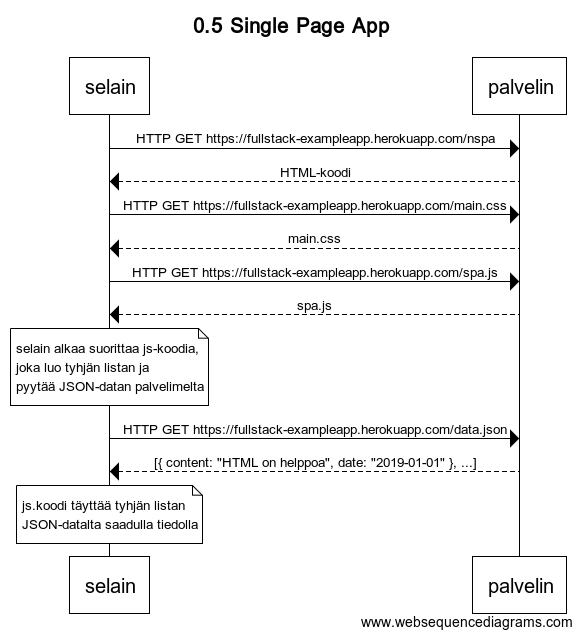 0.5 Single Page App
selain
palvelin
HTTP GET https://fullstack-exampleapp.herokuapp.com/nspa
HTML-koodi
HTTP GET https://fullstack-exampleapp.herokuapp.com/main.css
main.css
HTTP GET https://fullstack-exampleapp.herokuapp.com/spa.js
spa.js
selain alkaa suorittaa js-koodia,
joka luo tyhjän listan ja
pyytää JSON-datan palvelimelta
HTTP GET https://fullstack-exampleapp.herokuapp.com/data.json
[{ content: "HTML on helppoa", date: "2019-01-01" }, ...]
js.koodi täyttää tyhjän listan
JSON-datalta saadulla tiedolla
selain
palvelin
www.websequencediagrams.com